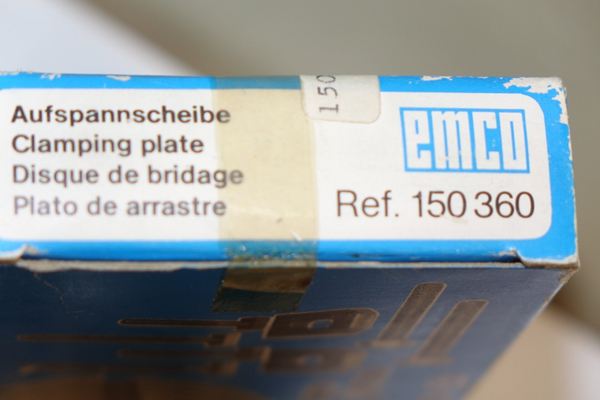 Aufspannscheibe
Clamping plate
Disque de bridage
Plato de arrastre
150
emco
Ref. 150 360